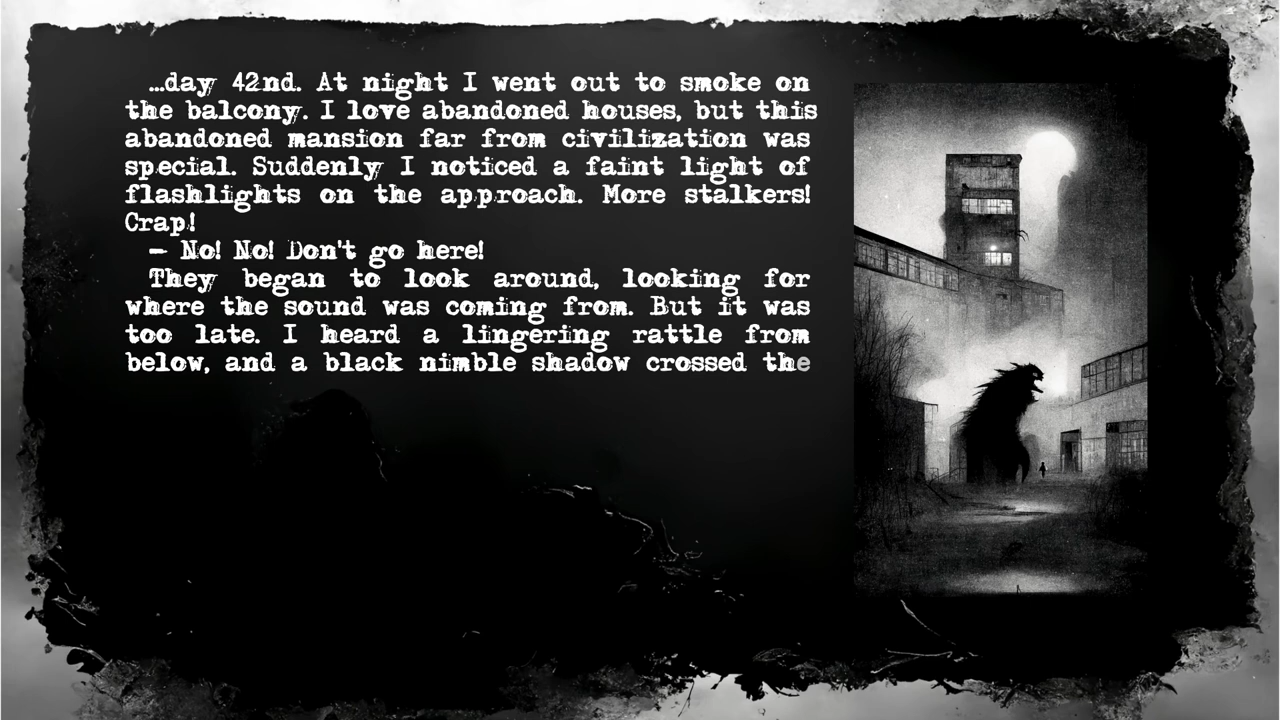 …day 42nd. At night I went out to smoke on
the balcony. I love abandoned houses, but this
abandoned mansion far from civilization was
special. Suddenly I noticed a faint light of
flashlights on the approach. More stalkers!
Crap!
– No! No! Don't go here!
They began to look around, looking for
where the sound was coming from. But it was
too late. I heard a lingering rattle from
below, and a black nimble shadow crossed the